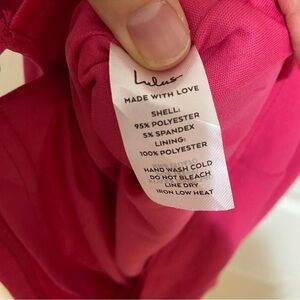 Lulus
MADE WITH LOVE
SHELL:
95% POLYESTER
5% SPANDEX
LINING:
100% POLYESTER
HAND WASH COLD
DO NOT BLEACH
LINE DRY
IRON LOW HEAT